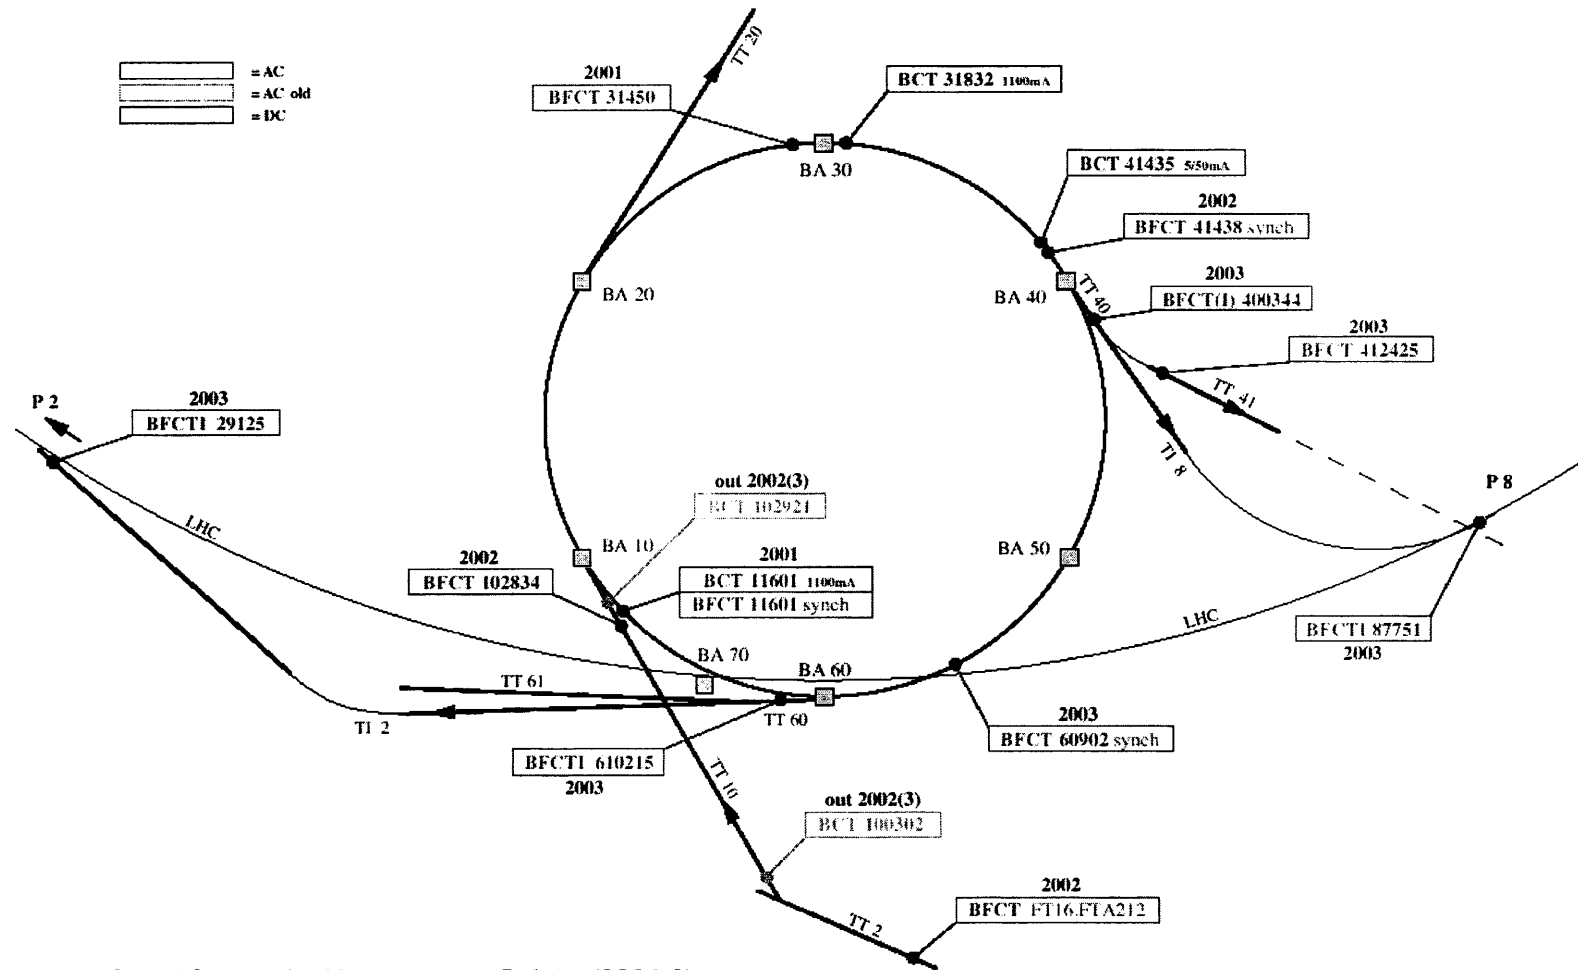 = AC
= AC old
= DC
TT 20
2001
BFCT 31450
BCT 31832 1100mA
BA 30
BCT 41435 5/50mA
2002
BFCT 41438 synch
BA 20
BA 40
TT 40
2003
BFCT(I) 400344
2003
BFCT 412425
TT 41
TI 8
P 2
2003
BFCTI 29125
LHC
P 8
out 2002(3)
BCT 102921
BA 10
BA 50
2002
BFCT 102834
2001
BCT 11601 1100mA
BFCT 11601 synch
LHC
BFCTI 87751
2003
BA 70
BA 60
TT 61
TT 60
TI 2
2003
BFCT 60902 synch
BFCTI 610215
2003
TT 10
out 2002(3)
BCT 100302
2002
BFCT FT16.FTA212
TT 2